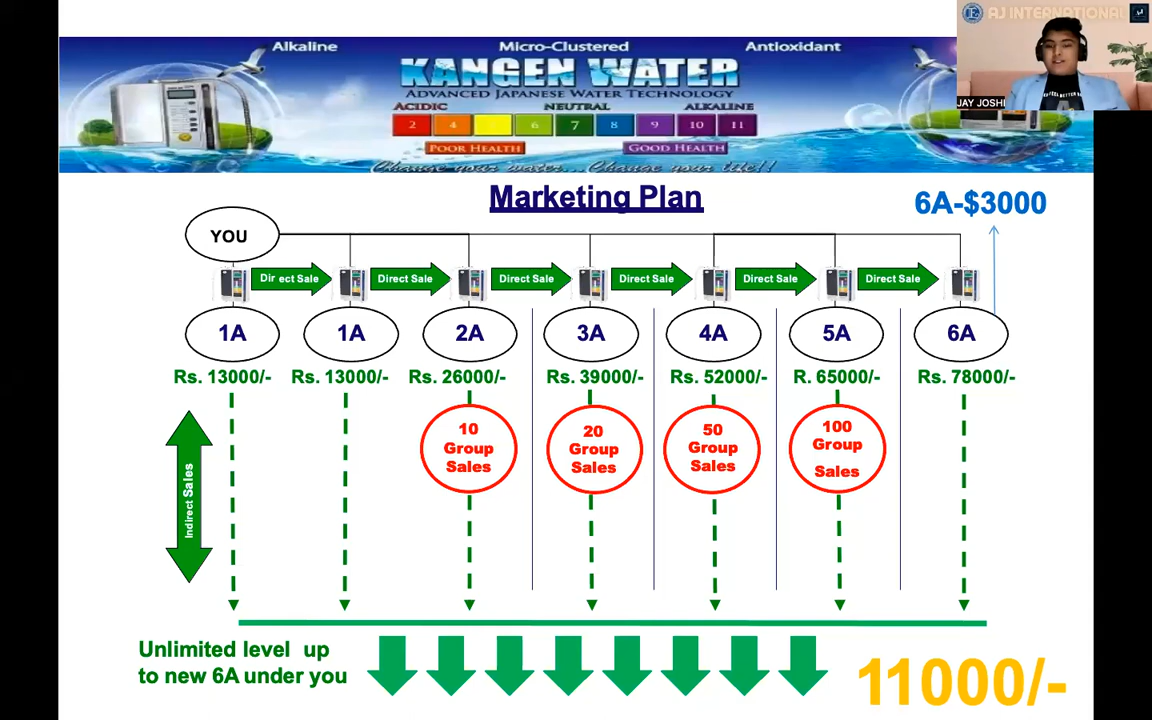 AJ INTERNATIONAL
Alkaline Micro-Clustered Antioxidant
KANGEN WATER
ADVANCED JAPANESE WATER TECHNOLOGY
ACIDIC NEUTRAL ALKALINE
2 4 6 7 8 9 10 11
POOR HEALTH GOOD HEALTH
Change your water... Change your life!!
JAY JOSHI
Marketing Plan
6A-$3000
YOU
Direct Sale Direct Sale Direct Sale Direct Sale Direct Sale Direct Sale
1A 1A 2A 3A 4A 5A 6A
Rs. 13000/- Rs. 13000/- Rs. 26000/- Rs. 39000/- Rs. 52000/- R. 65000/- Rs. 78000/-
10
Group
Sales
20
Group
Sales
50
Group
Sales
100
Group
Sales
Indirect Sales
Unlimited level up
to new 6A under you
11000/-